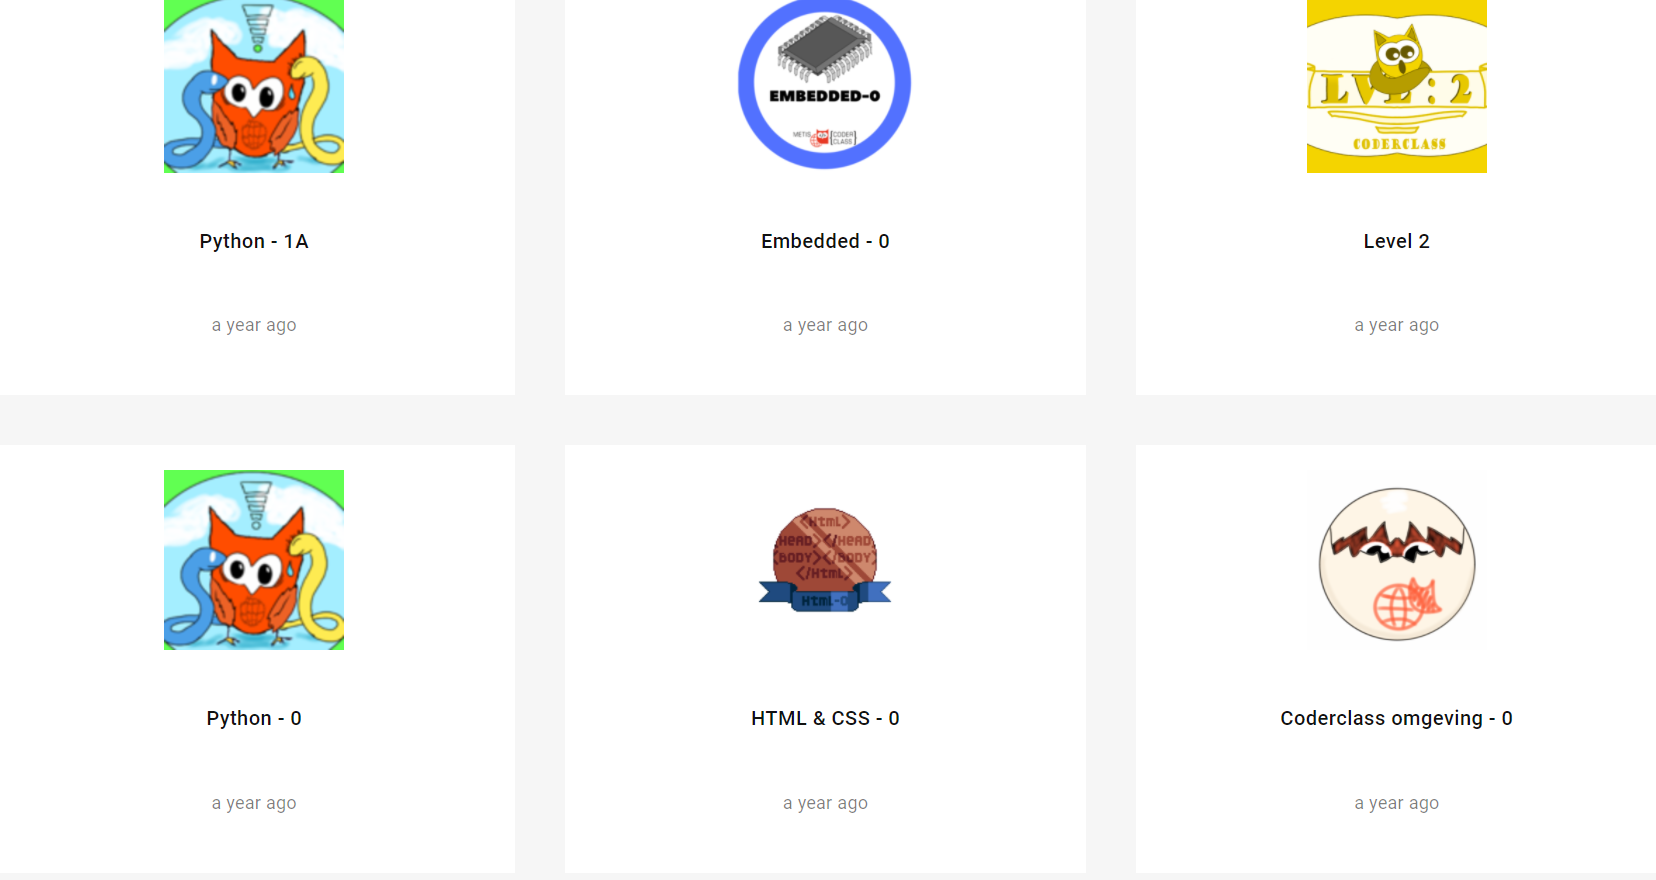 EMBEDDED-0
METIS [CODER
CLASS]
LVL : 2
CODERCLASS
Python - 1A
Embedded - 0
Level 2
a year ago
a year ago
a year ago
<Html>
HEAD></HEAD
BODY></BODY
</Html>
Html-0
Python - 0
HTML & CSS - 0
Coderclass omgeving - 0
a year ago
a year ago
a year ago